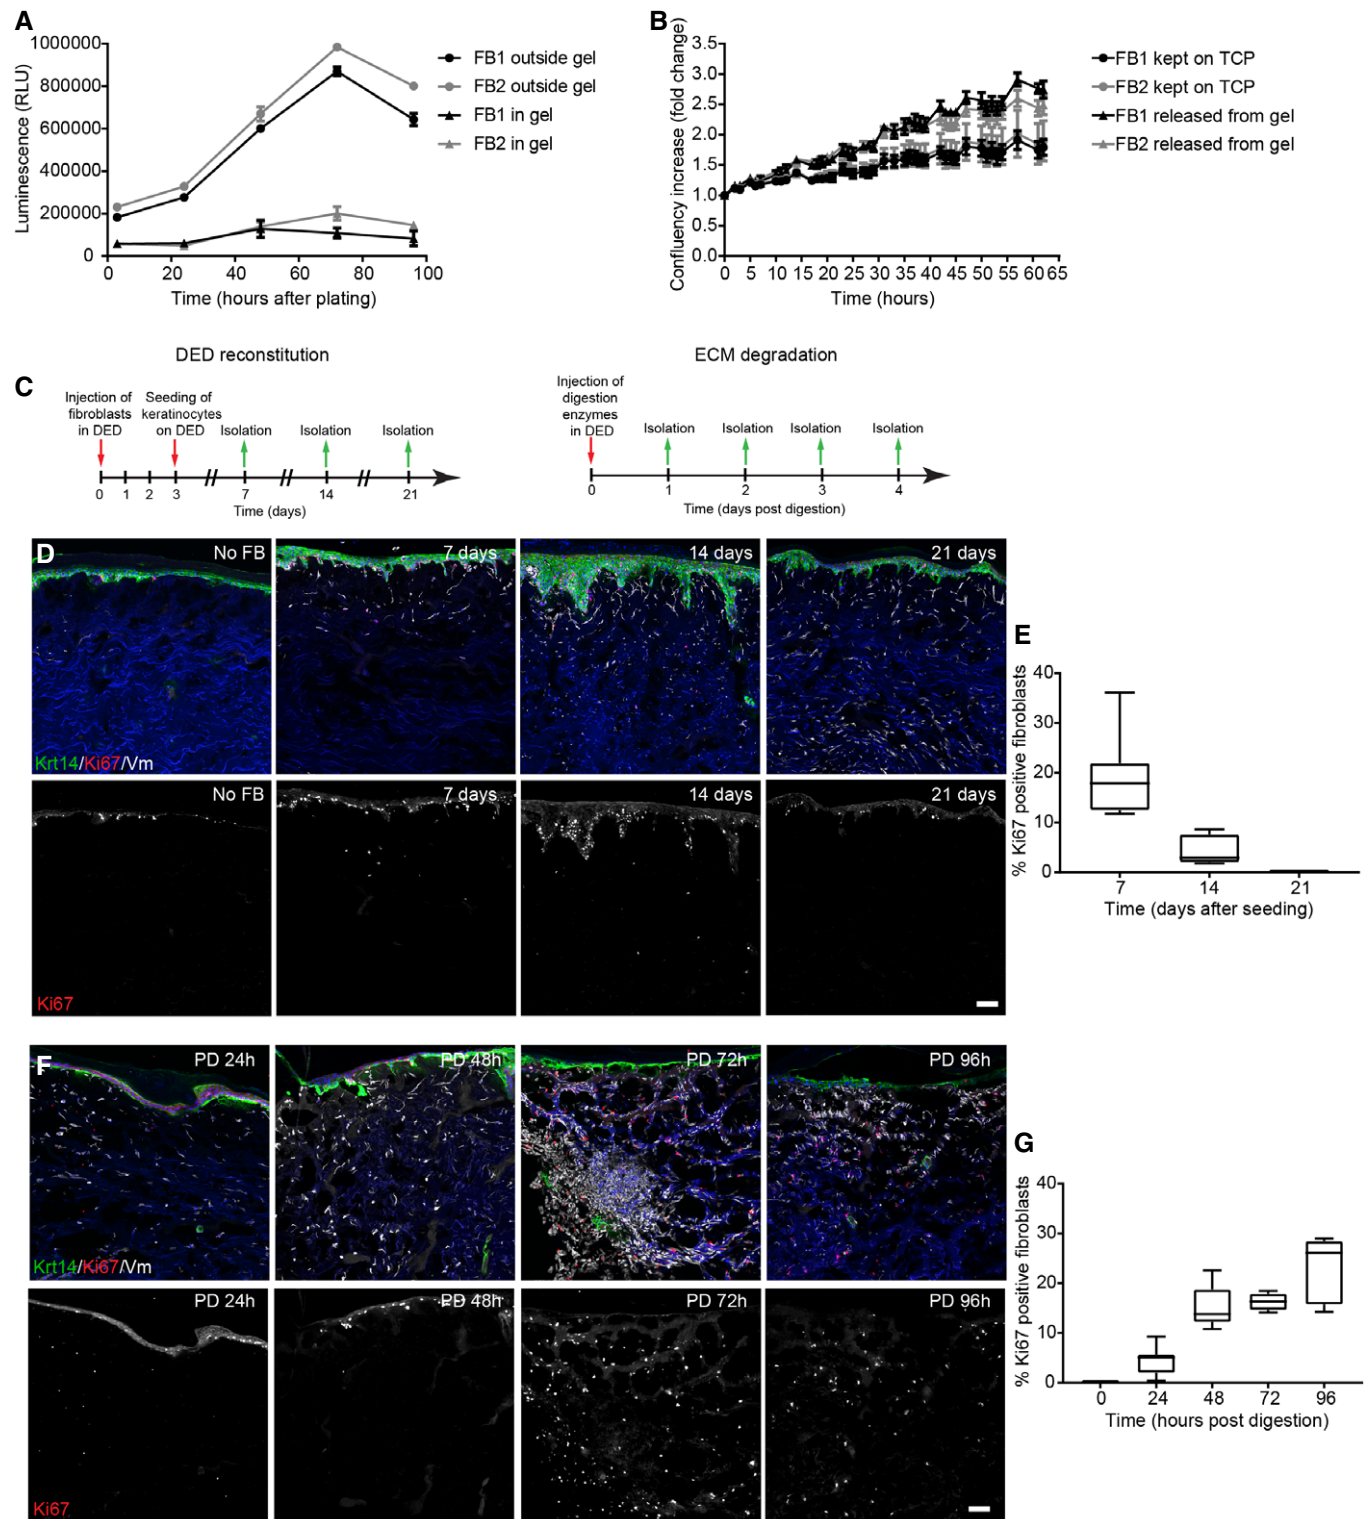 A
1000000
800000
600000
400000
200000
0
Luminescence (RLU)
0 20 40 60 80 100
Time (hours after plating)
FB1 outside gel
FB2 outside gel
FB1 in gel
FB2 in gel
B
3.5
3.0
2.5
2.0
1.5
1.0
0.5
0.0
Confluency increase (fold change)
0 5 10 15 20 25 30 35 40 45 50 55 60 65
Time (hours)
FB1 kept on TCP
FB2 kept on TCP
FB1 released from gel
FB2 released from gel
C
DED reconstitution
Injection of
fibroblasts
in DED
Seeding of
keratinocytes
on DED
Isolation
Isolation
Isolation
0 1 2 3 7 14 21
Time (days)
ECM degradation
Injection of
digestion
enzymes
in DED
Isolation
Isolation
Isolation
Isolation
0 1 2 3 4
Time (days post digestion)
D
No FB
7 days
14 days
21 days
Krt14/Ki67/Vm
No FB
7 days
14 days
21 days
Ki67
E
40
30
20
10
0
% Ki67 positive fibroblasts
7 14 21
Time (days after seeding)
F
PD 24h
PD 48h
PD 72h
PD 96h
Krt14/Ki67/Vm
PD 24h
PD 48h
PD 72h
PD 96h
Ki67
G
40
30
20
10
0
% Ki67 positive fibroblasts
0 24 48 72 96
Time (hours post digestion)